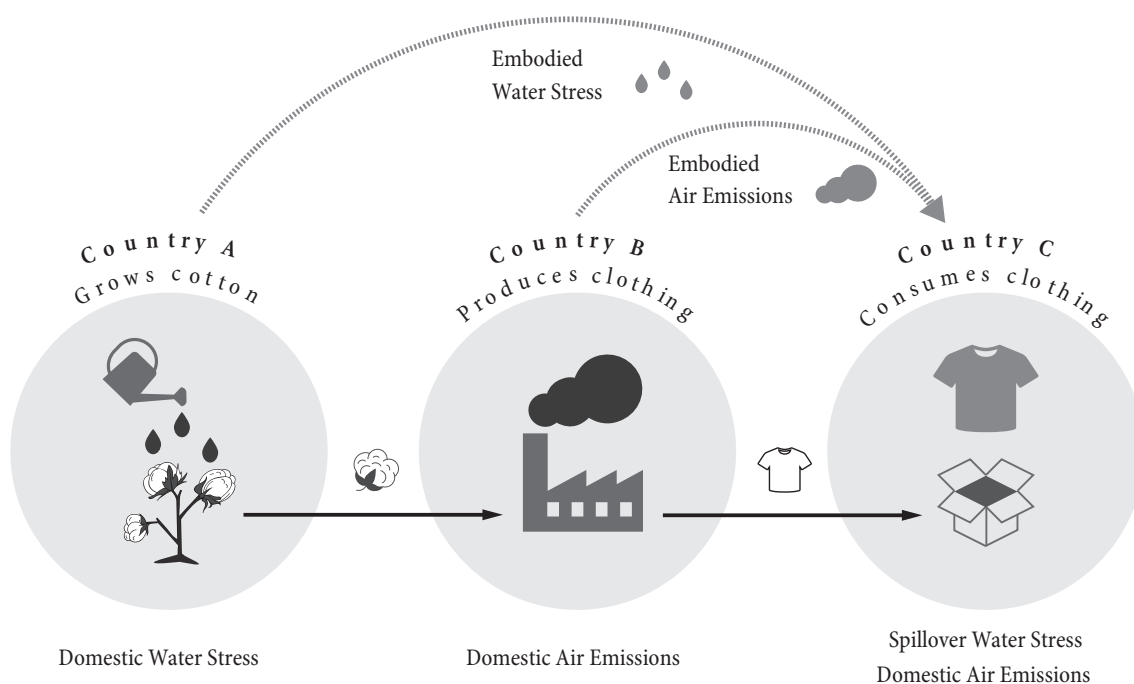 Embodied
Water Stress
Embodied
Air Emissions
Country A
Grows cotton
Country B
Produces clothing
Country C
Consumes clothing
Domestic Water Stress
Domestic Air Emissions
Spillover Water Stress
Domestic Air Emissions